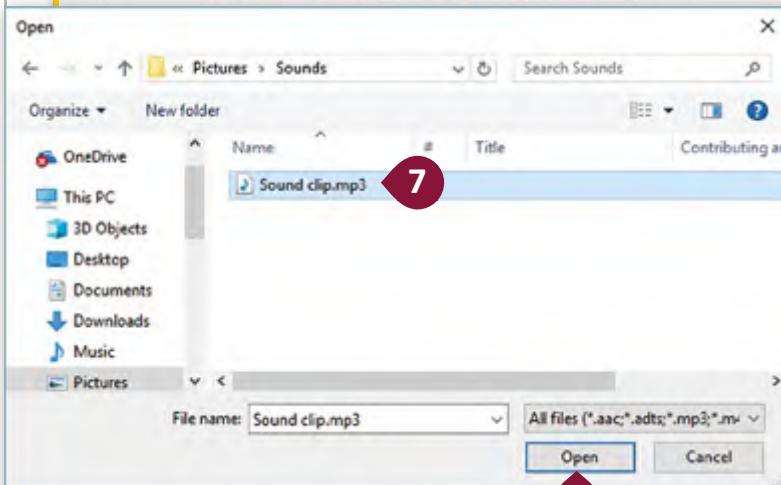 Open
« Pictures > Sounds
Search Sounds
Organize
New folder
Name
#
Title
Contributing
OneDrive
Sound clip.mp3
7
This PC
3D Objects
Desktop
Documents
Downloads
Music
Pictures
File name:
Sound clip.mp3
All files (*.aac;*.adts;*.mp3;*.m
Open
Cancel